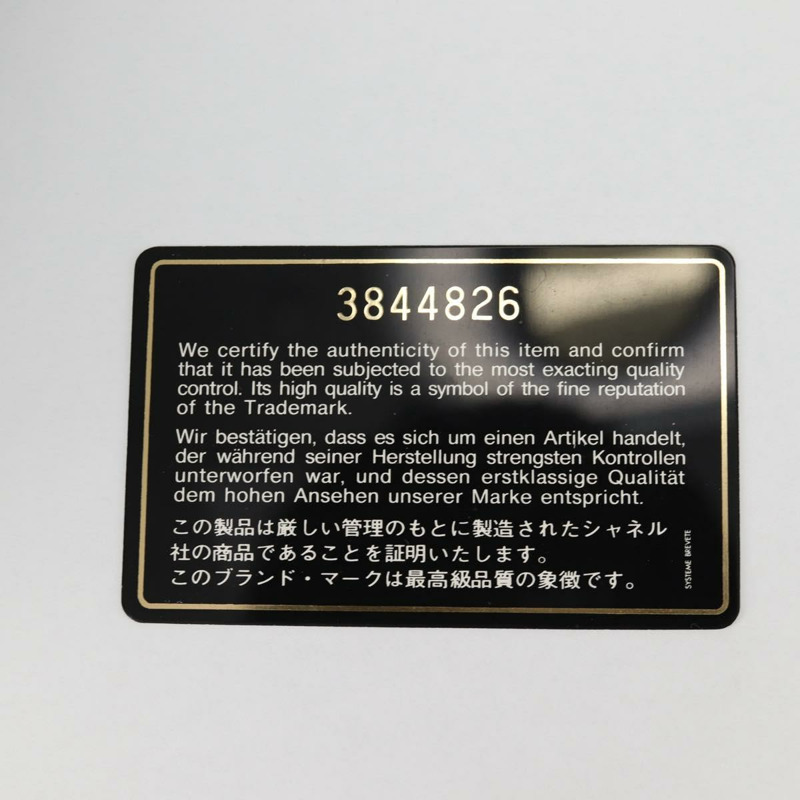 3844826
We certify the authenticity of this item and confirm
that it has been subjected to the most exacting quality
control. Its high quality is a symbol of the fine reputation
of the Trademark.
Wir bestätigen, dass es sich um einen Artikel handelt,
der während seiner Herstellung strengsten Kontrollen
unterworfen war, und dessen erstklassige Qualität
dem hohen Ansehen unserer Marke entspricht.
この製品は厳しい管理のもとに製造されたシャネル
社の商品であることを証明いたします。
このブランド・マークは最高級品質の象徴です。
SYSTEME BREVETE